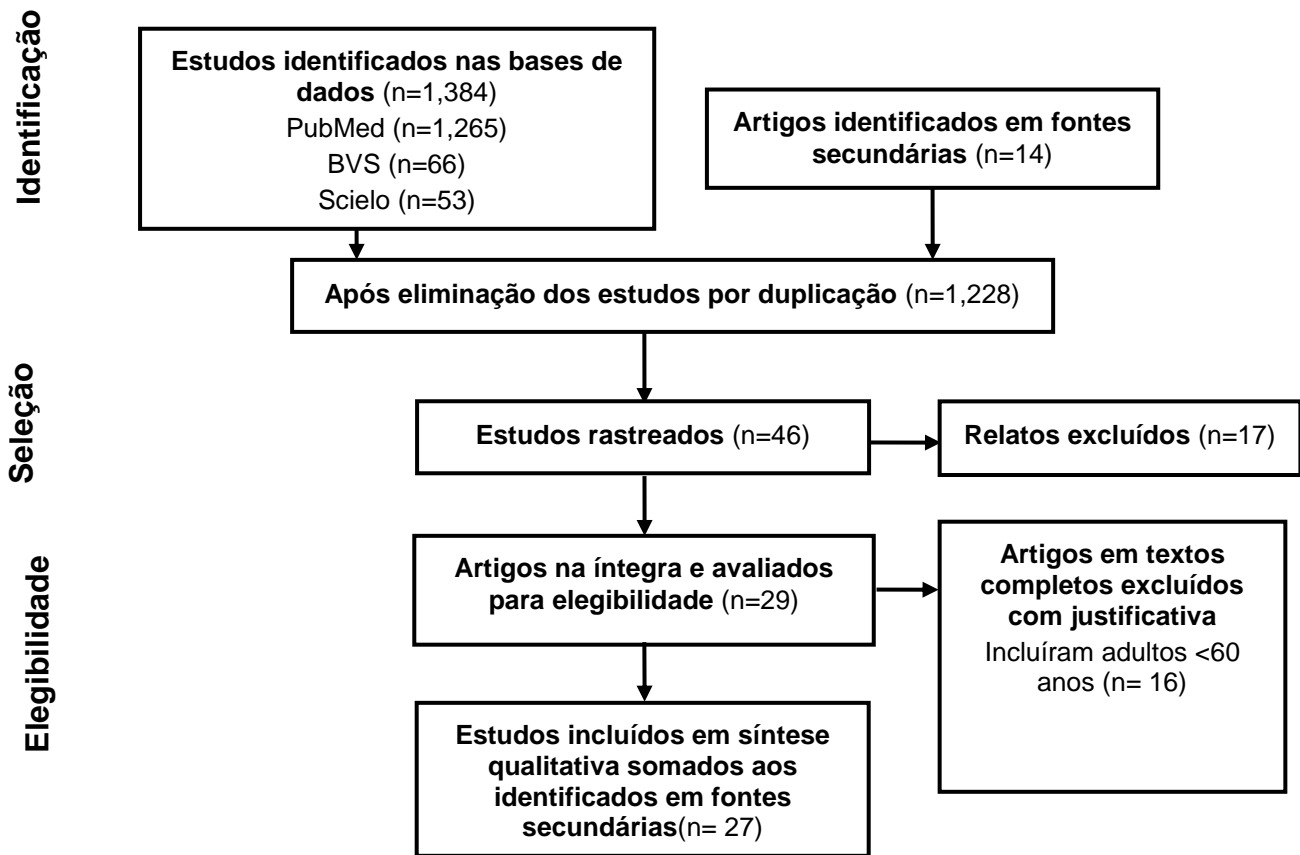 Identificação
Estudos identificados nas bases de
dados (n=1,384)
PubMed (n=1,265)
BVS (n=66)
Scielo (n=53)
Artigos identificados em fontes
secundárias (n=14)
Após eliminação dos estudos por duplicação (n=1,228)
Seleção
Estudos rastreados (n=46)
Relatos excluídos (n=17)
Elegibilidade
Artigos na íntegra e avaliados
para elegibilidade (n=29)
Artigos em textos
completos excluídos
com justificativa
Incluíram adultos <60
anos (n= 16)
Estudos incluídos em síntese
qualitativa somados aos
identificados em fontes
secundárias(n= 27)